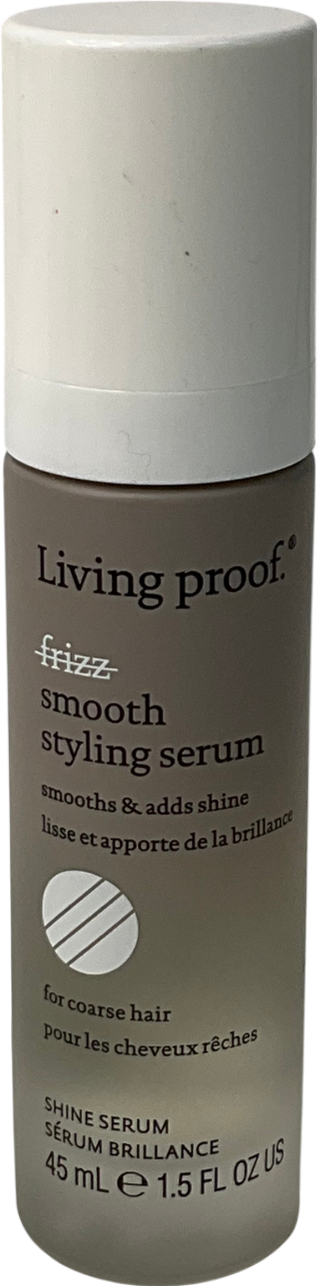 Living proof.®
frizz
smooth
styling serum
smooths & adds shine
lisse et apporte de la brillance
for coarse hair
pour les cheveux rêches
SHINE SERUM
SÉRUM BRILLANCE
45 mL ℮ 1.5 FL OZ US